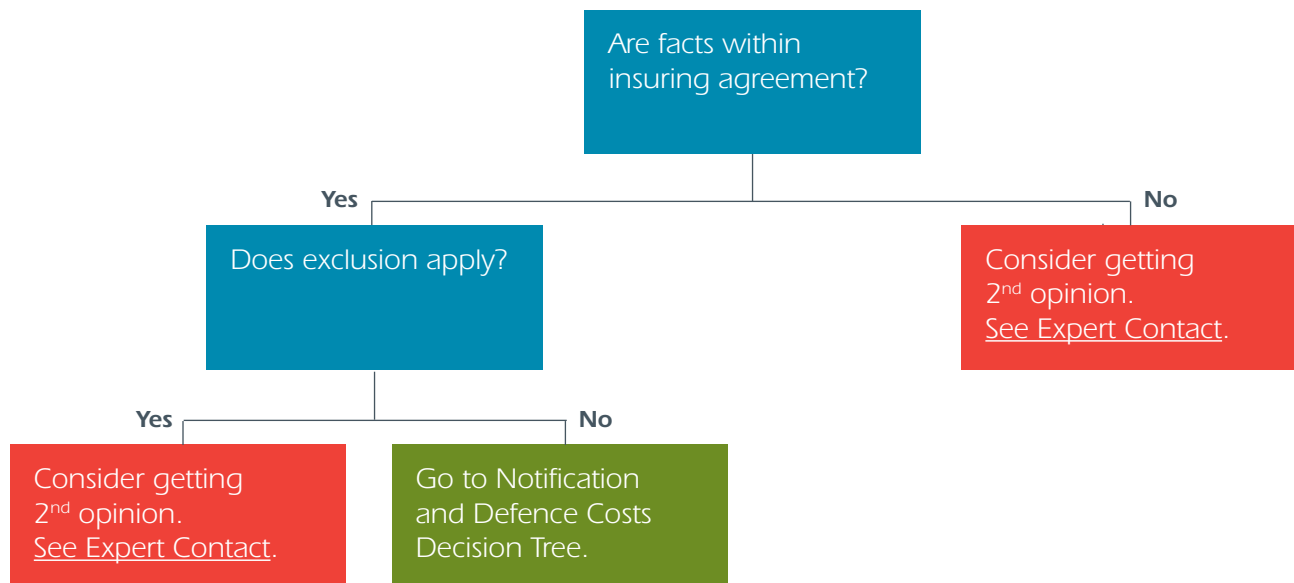 Are facts within
insuring agreement?
Yes
No
Does exclusion apply?
Consider getting
2nd opinion.
See Expert Contact.
Yes
No
Consider getting
2nd opinion.
See Expert Contact.
Go to Notification
and Defence Costs
Decision Tree.